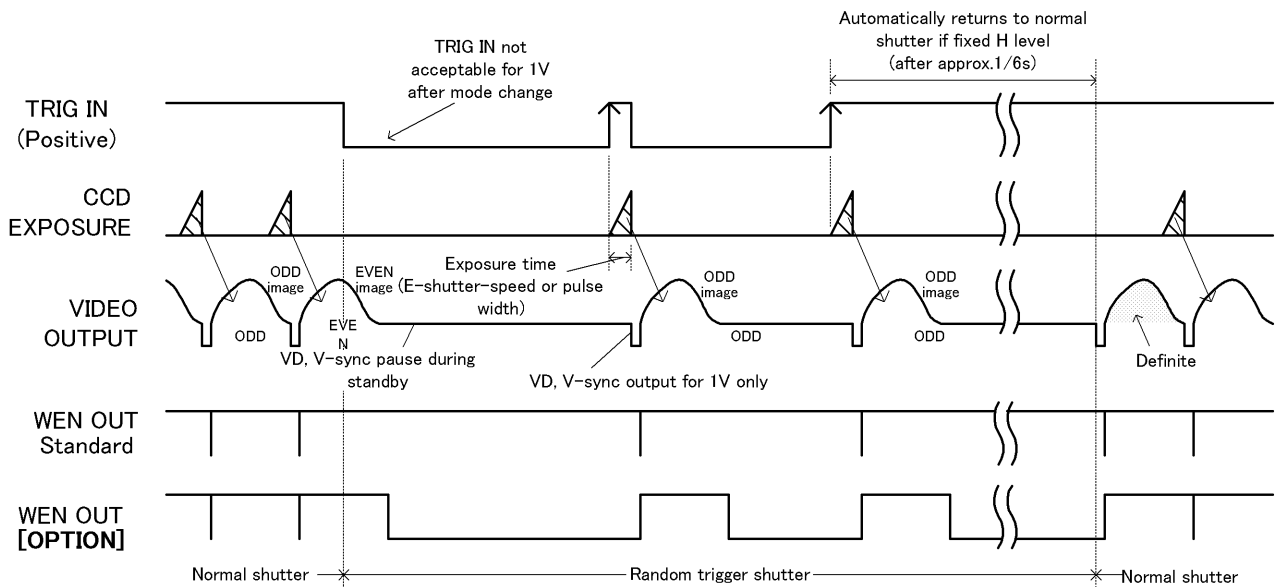 Automatically returns to normal
shutter if fixed H level
(after approx.1/6s)
TRIG IN not
acceptable for 1V
after mode change
TRIG IN
(Positive)
CCD
EXPOSURE
Exposure time
(E-shutter-speed or pulse
width)
ODD
image
EVEN
image
ODD
image
ODD
image
VIDEO
OUTPUT
ODD
EVE
N
ODD
ODD
VD, V-sync pause during
standby
VD, V-sync output for 1V only
Definite
WEN OUT
Standard
WEN OUT
[OPTION]
Normal shutter
Random trigger shutter
Normal shutter